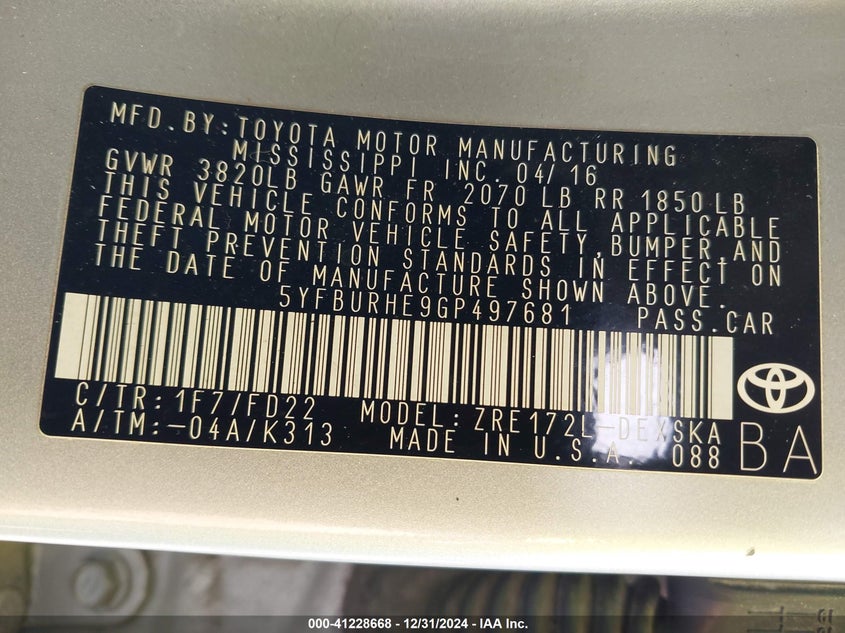 MFD.BY:TOYOTA MOTOR MANUFACTURING
MISSISSIPPI INC. 04/16
GVWR 3820LB GAWR FR 2070 LB RR 1850 LB
THIS VEHICLE CONFORMS TO ALL APPLICABLE
FEDERAL MOTOR VEHICLE SAFETY,BUMPER,AND
THEFT PREVENTION STANDARDS IN EFFECT ON
THE DATE OF MANUFACTURE SHOWN ABOVE.
5YFBURHE9GP497681 PASS.CAR
C/TR:1F7/FD22 MODEL:ZRE172L-DEXSKA
A/TM:-04A/K313 MADE IN U.S.A. 088 BA
000-41228668 - 12/31/2024 - IAA Inc.